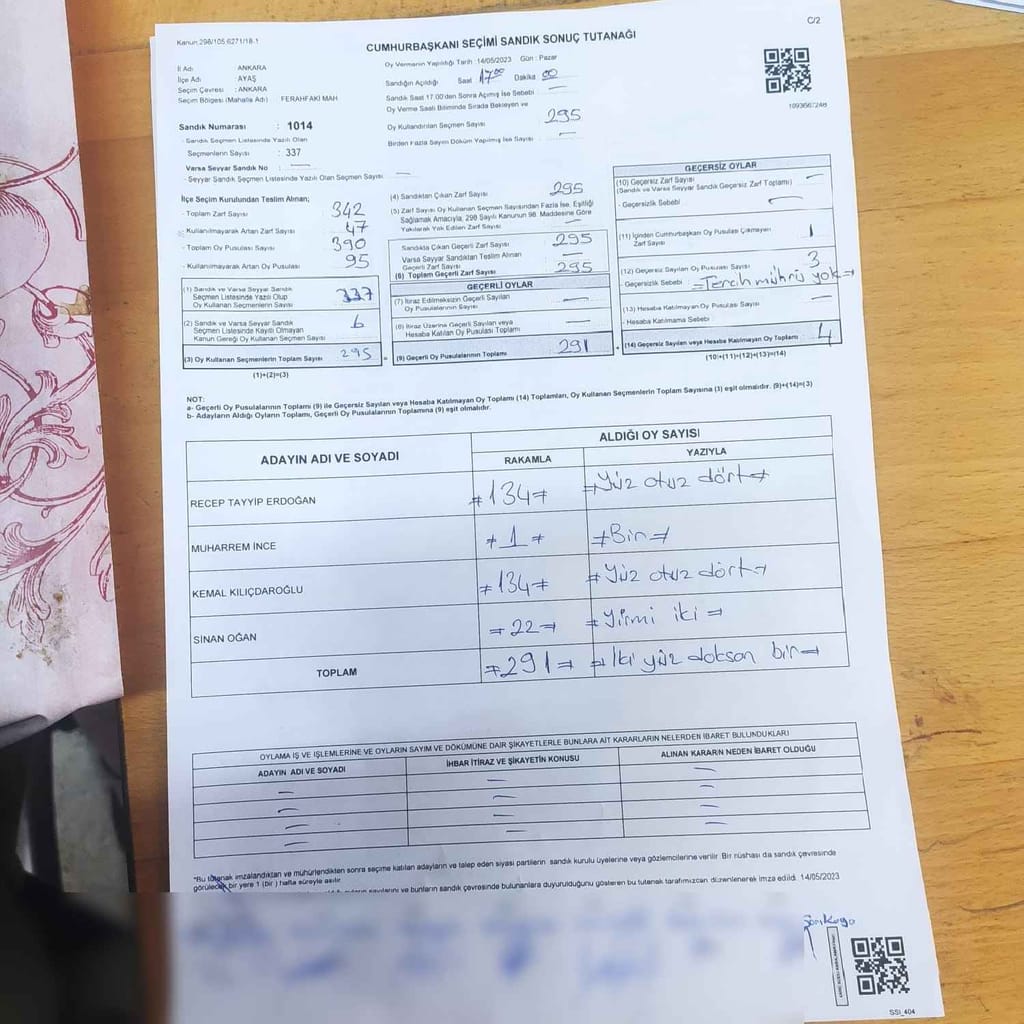 C/2
Kanun 298/105 6271/18-1
CUMHURBAŞKANI SEÇİMİ SANDIK SONUÇ TUTANAĞI
İl Adı : ANKARA
İlçe Adı : AYAŞ
Seçim Çevresi : ANKARA
Seçim Bölgesi (Mahalle Adı) FERAHFAKI MAH
Oy Vermenin Yapıldığı Tarih : 14/05/2023 Gün : Pazar
Sandığın Açıldığı Saat 17:00 Dakika 00
Sandık Saat 17.00'den Sonra Açılmış İse Sebebi —
Oy Verme Saati Bitiminde Sırada Bekleyen ve
Oy Kullandırılan Seçmen Sayısı 295
Birden Fazla Sayım Döküm Yapılmış İse Sayısı —
Sandık Numarası : 1014
- Sandık Seçmen Listesinde Yazılı Olan
Seçmenlerin Sayısı : 337
Varsa Seyyar Sandık No : —
- Seyyar Sandık Seçmen Listesinde Yazılı Olan Seçmen Sayısı —
İlçe Seçim Kurulundan Teslim Alınan;
- Toplam Zarf Sayısı 342
- Kullanılmayarak Artan Zarf Sayısı 47
- Toplam Oy Pusulası Sayısı 390
- Kullanılmayarak Artan Oy Pusulası 95
(1) Sandık ve Varsa Seyyar Sandık
Seçmen Listesinde Yazılı Olup
Oy Kullanan Seçmenlerin Sayısı 337
(2) Sandık ve Varsa Seyyar Sandık
Seçmen Listesinde Kayıtlı Olmayan
Kanun Gereği Oy Kullanan Seçmen Sayısı 6
(3) Oy Kullanan Seçmenlerin Toplam Sayısı 295
(1)+(2)=(3)
(4) Sandıktan Çıkan Zarf Sayısı 295
(5) Zarf Sayısı Oy Kullanan Seçmen Sayısından Fazla İse, Eşitliği
Sağlamak Amacıyla, 298 Sayılı Kanunun 98. Maddesine Göre
Yakılarak Yok Edilen Zarf Sayısı —
Sandıkta Çıkan Geçerli Zarf Sayısı 295
Varsa Seyyar Sandıktan Teslim Alınan
Geçerli Zarf Sayısı —
(6) Toplam Geçerli Zarf Sayısı 295
GEÇERLİ OYLAR
(7) İtiraz Edilmeksizin Geçerli Sayılan
Oy Pusulalarının Sayısı —
(8) İtiraz Üzerine Geçerli Sayılan veya
Hesaba Katılan Oy Pusulası Toplamı —
(9) Geçerli Oy Pusulalarının Toplamı 291
GEÇERSİZ OYLAR
(10) Geçersiz Zarf Sayısı —
(Sandık ve Varsa Seyyar Sandık Geçersiz Zarf Toplamı)
- Geçersizlik Sebebi —
(11) İçinden Cumhurbaşkanı Oy Pusulası Çıkmayan
Zarf Sayısı 1
(12) Geçersiz Sayılan Oy Pusulası Sayısı 3
- Geçersizlik Sebebi = Tercih mührü yok =
(13) Hesaba Katılmayan Oy Pusulası Sayısı —
- Hesaba Katılmama Sebebi
(14) Geçersiz Sayılan veya Hesaba Katılmayan Oy Toplamı 4
(10)+(11)+(12)+(13)=(14)
NOT:
a- Geçerli Oy Pusulalarının Toplamı (9) ile Geçersiz Sayılan veya Hesaba Katılmayan Oy Toplamı (14) Toplamları, Oy Kullanan Seçmenlerin Toplam Sayısına (3) eşit olmalıdır. (9)+(14)=(3)
b- Adayların Aldığı Oyların Toplamı, Geçerli Oy Pusulalarının Toplamına (9) eşit olmalıdır.
ADAYIN ADI VE SOYADI ALDIĞI OY SAYISI
RAKAMLA YAZIYLA
RECEP TAYYİP ERDOĞAN =134= =Yüz otuz dört=
MUHARREM İNCE =1= =Bir=
KEMAL KILIÇDAROĞLU =134= =Yüz otuz dört=
SİNAN OĞAN =22= =Yirmi iki=
TOPLAM =291= =İki yüz doksan bir=
OYLAMA İŞ VE İŞLEMLERİNE VE OYLARIN SAYIM VE DÖKÜMÜNE DAİR ŞİKAYETLERLE BUNLARA AİT KARARLARIN NELERDEN İBARET BULUNDUKLARI
ADAYIN ADI VE SOYADI İHBAR İTİRAZ VE ŞİKAYETİN KONUSU ALINAN KARARIN NEDEN İBARET OLDUĞU
— — —
— — —
— — —
— — —
*Bu tutanak imzalandıktan ve mühürlendikten sonra seçime katılan adayların ve talep eden siyasi partilerin sandık kurulu üyelerine veya gözlemcilerine verilir. Bir nüshası da sandık çevresinde
görülecek bir yere 1 (bir) hafta süreyle asılır.
sayılarını ve bunların sandık çevresinde bulunanlara duyurulduğunu gösteren bu tutanak tarafımızcan düzenlenerek imza edildi. 14/05/2023
SSİ_404